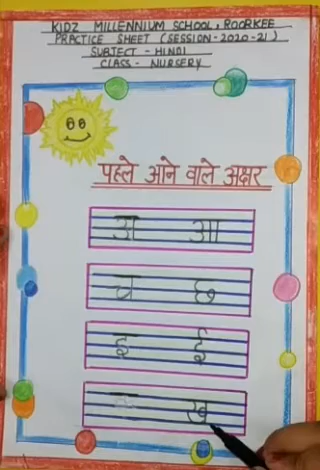 KIDZ MILLENNIUM SCHOOL, ROORKEE
PRACTICE SHEET (SESSION-2020-21)
SUBJECT - HINDI
CLASS - NURSERY
पहले आने वाले अक्षर
अ आ
च छ
इ ई
ख